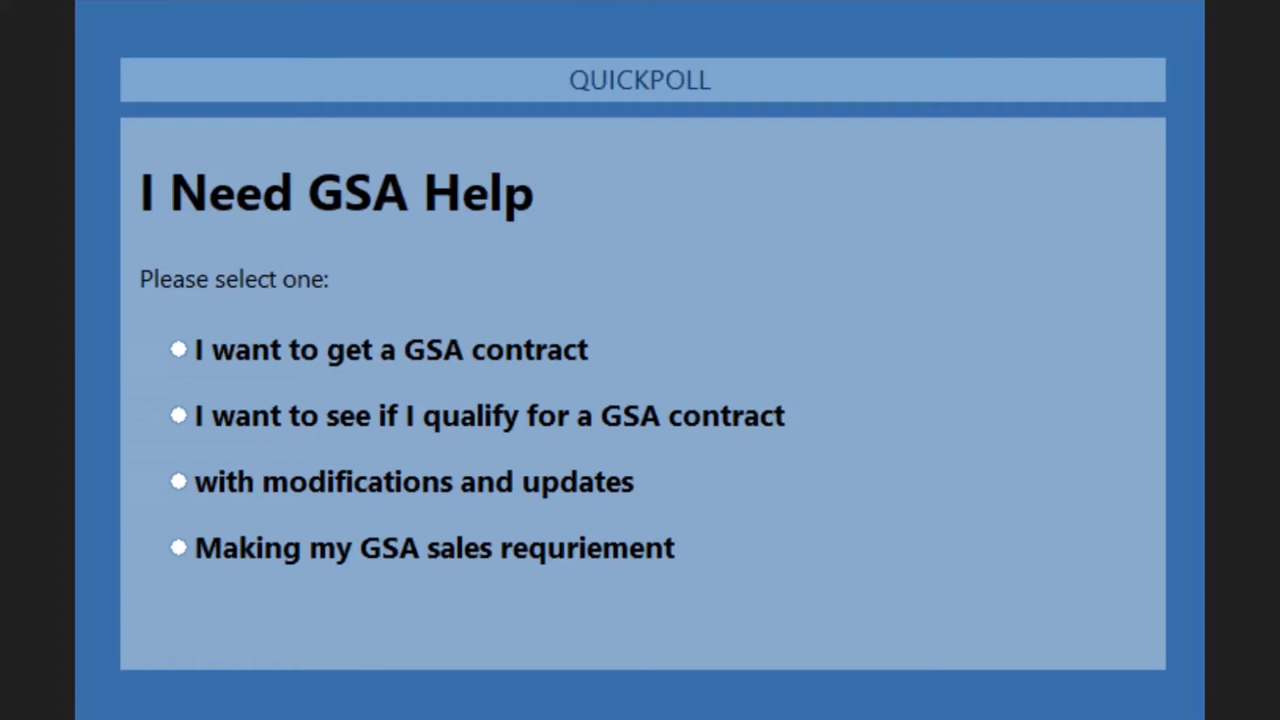 QUICKPOLL
I Need GSA Help
Please select one:
I want to get a GSA contract
I want to see if I qualify for a GSA contract
with modifications and updates
Making my GSA sales requriement